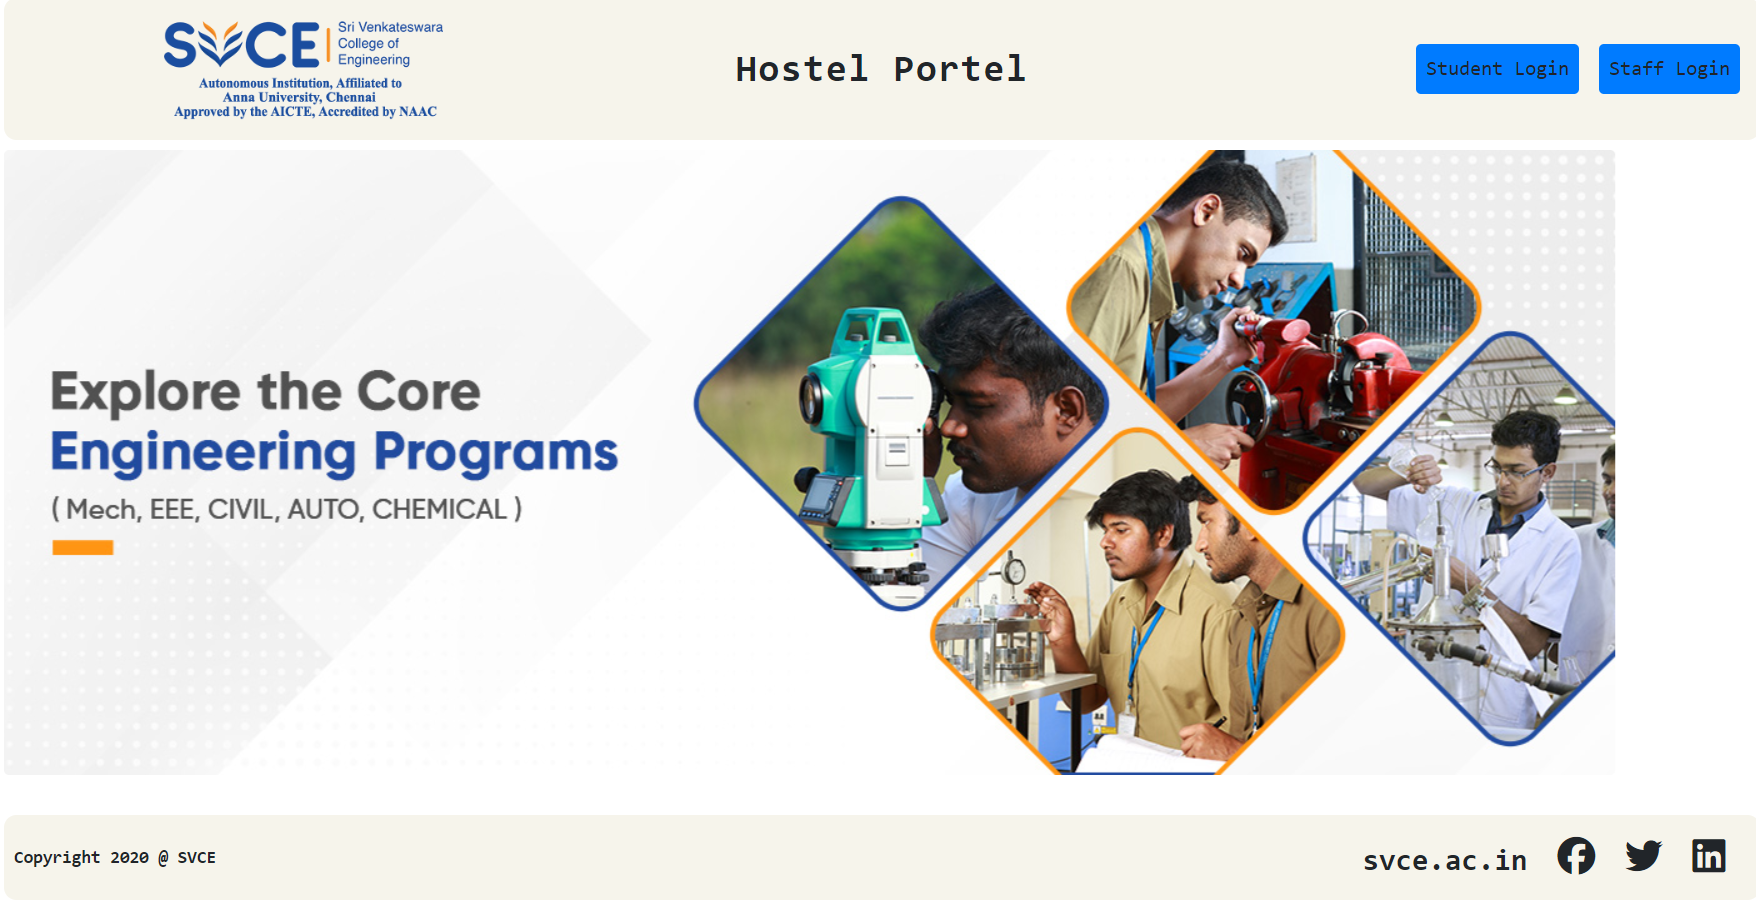 SVCE
Sri Venkateswara
College of
Engineering
Autonomous Institution, Affiliated to
Anna University, Chennai
Approved by the AICTE, Accredited by NAAC
Hostel Portel
Student Login
Staff Login
Explore the Core
Engineering Programs
( Mech, EEE, CIVIL, AUTO, CHEMICAL )
Copyright 2020 @ SVCE
svce.ac.in